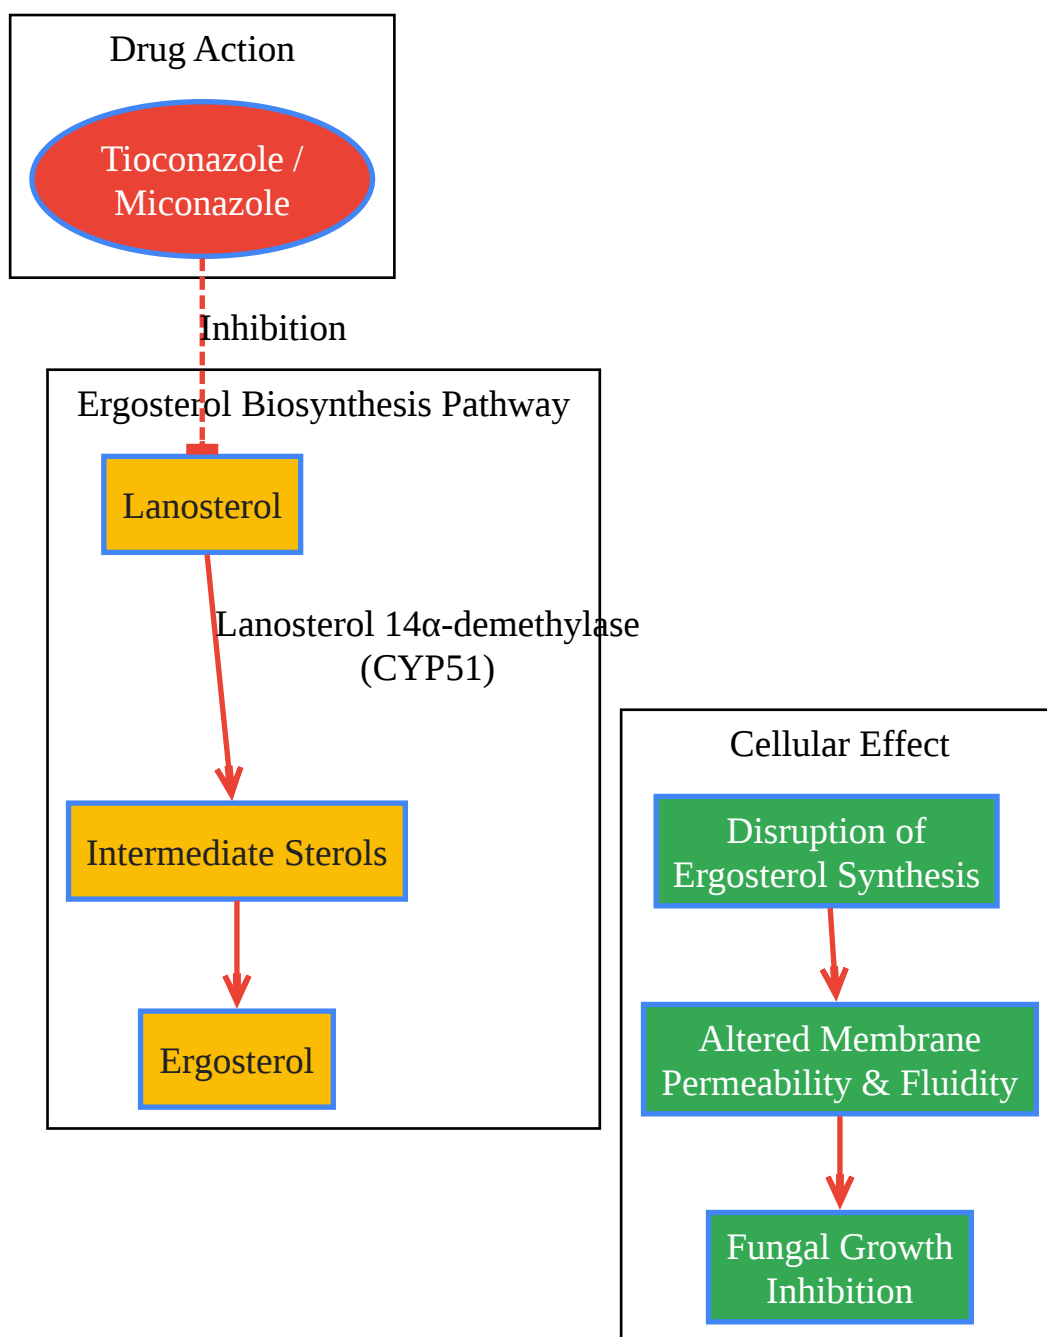 Drug Action
Tioconazole /
Miconazole
Inhibition
Ergosterol Biosynthesis Pathway
Lanosterol
Lanosterol 14α-demethylase
(CYP51)
Intermediate Sterols
Ergosterol
Cellular Effect
Disruption of
Ergosterol Synthesis
Altered Membrane
Permeability & Fluidity
Fungal Growth
Inhibition